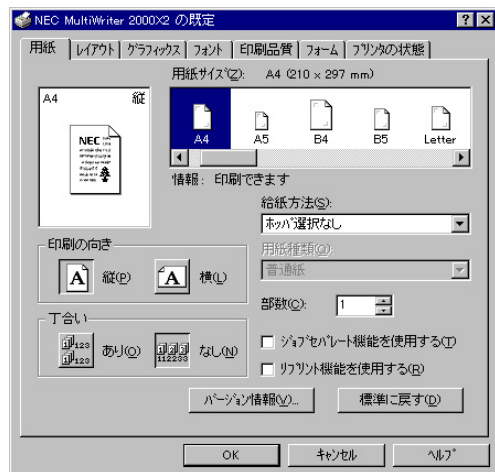 NEC MultiWriter 2000X2 の既定
用紙 レイアウト グラフィックス フォント 印刷品質 フォーム プリンタの状態
用紙サイズ(Z): A4 (210 x 297 mm)
A4 縦
NEC
A4 A5 B4 B5 Letter
情報: 印刷できます
給紙方法(S):
ホッパ選択なし
用紙種類(Q):
普通紙
印刷の向き
A 縦(P) A 横(L)
部数(C): 1
丁合い
123 123 あり(O) 112233 なし(N)
ジョブセパレート機能を使用する(T)
リプリント機能を使用する(R)
バージョン情報(V)... 標準に戻す(D)
OK キャンセル ヘルプ